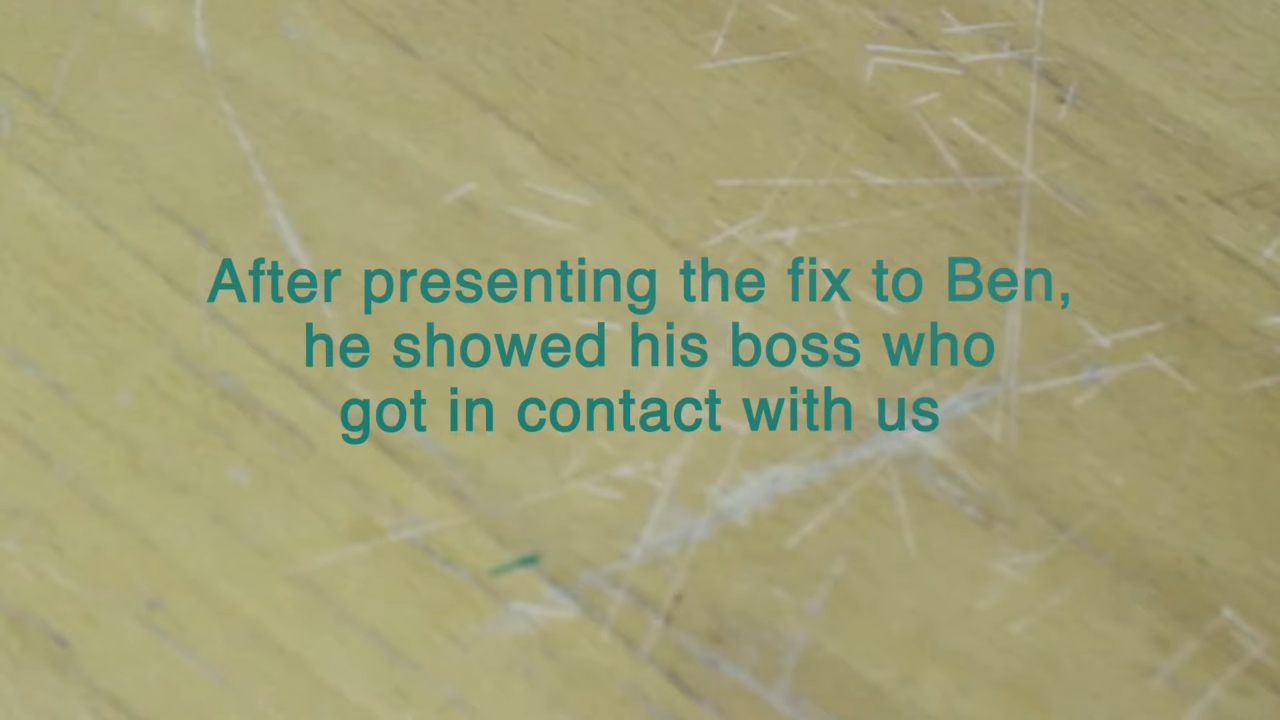 After presenting the fix to Ben,
he showed his boss who
got in contact with us